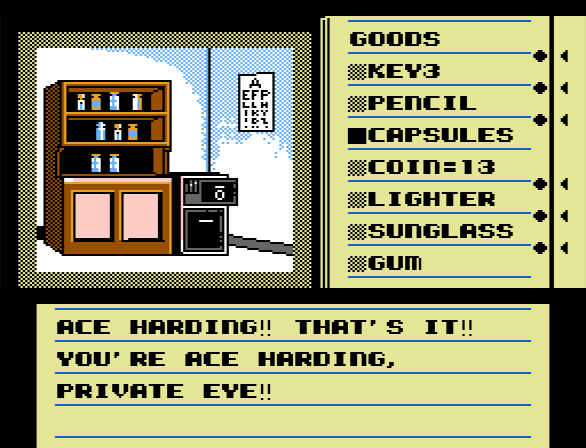 A
EFP
GOODS
▒KEY3
▒PENCIL
■CAPSULES
▒COIN=13
▒LIGHTER
▒SUNGLASS
▒GUM
ACE HARDING‼ THAT'S IT‼
YOU'RE ACE HARDING,
PRIVATE EYE‼